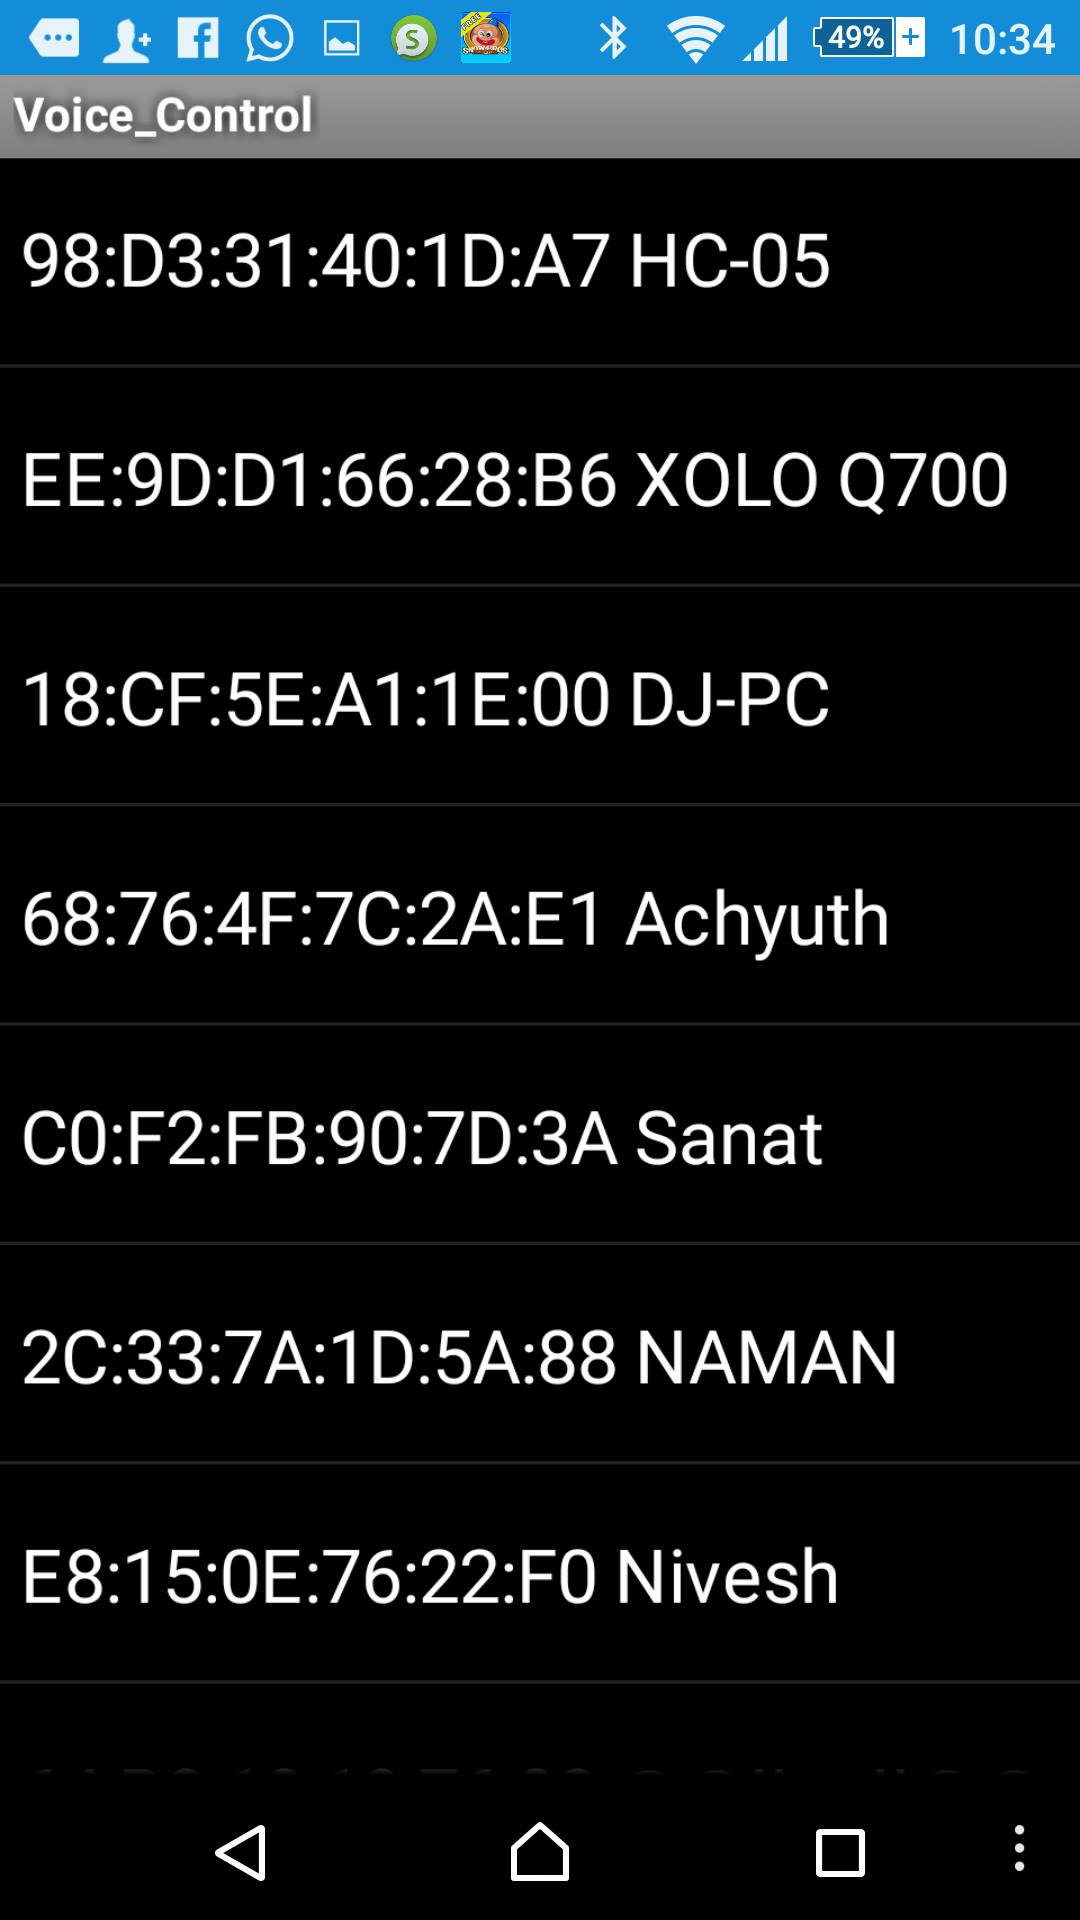 49%
10:34
Voice_Control
98:D3:31:40:1D:A7 HC-05
EE:9D:D1:66:28:B6 XOLO Q700
18:CF:5E:A1:1E:00 DJ-PC
68:76:4F:7C:2A:E1 Achyuth
C0:F2:FB:90:7D:3A Sanat
2C:33:7A:1D:5A:88 NAMAN
E8:15:0E:76:22:F0 Nivesh